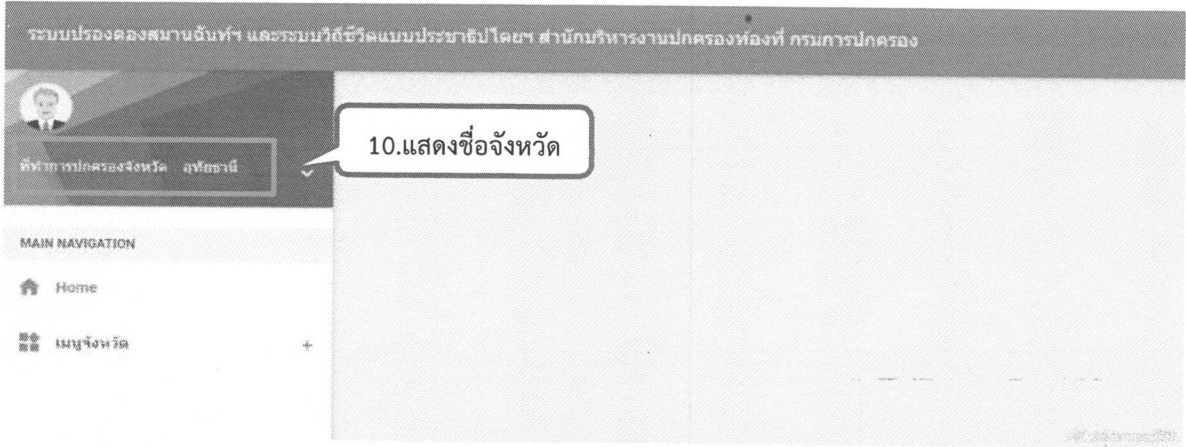 ระบบปรองดองสมานฉันท์ฯ และระบบวิถีชีวิตแบบประชาธิปไตยฯ สำนักบริหารงานปกครองท้องที่ กรมการปกครอง
10.แสดงชื่อจังหวัด
ที่ทำการปกครองจังหวัด อุทัยธานี
MAIN NAVIGATION
Home
เมนูจังหวัด